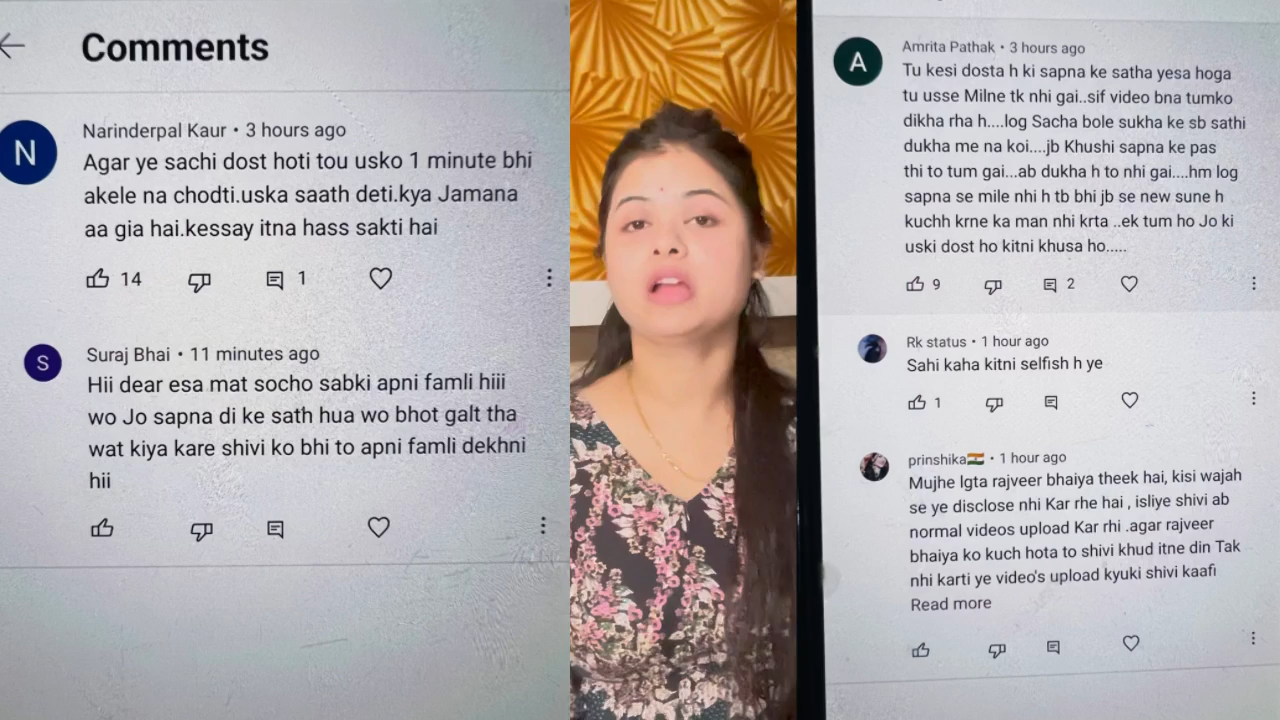 Comments
N
Narinderpal Kaur • 3 hours ago
Agar ye sachi dost hoti tou usko 1 minute bhi
akele na chodti.uska saath deti.kya Jamana
aa gia hai.kessay itna hass sakti hai
14
1
S
Suraj Bhai • 11 minutes ago
Hii dear esa mat socho sabki apni famli hiii
wo Jo sapna di ke sath hua wo bhot galt tha
wat kiya kare shivi ko bhi to apni famli dekhni
hii
A
Amrita Pathak • 3 hours ago
Tu kesi dosta h ki sapna ke satha yesa hoga
tu usse Milne tk nhi gai..sif video bna tumko
dikha rha h....log Sacha bole sukha ke sb sathi
dukha me na koi....jb Khushi sapna ke pas
thi to tum gai...ab dukha h to nhi gai....hm log
sapna se mile nhi h tb bhi jb se new sune h
kuchh krne ka man nhi krta ..ek tum ho Jo ki
uski dost ho kitni khusa ho.....
9
2
Rk status • 1 hour ago
Sahi kaha kitni selfish h ye
1
prinshika🇮🇳 • 1 hour ago
Mujhe lgta rajveer bhaiya theek hai, kisi wajah
se ye disclose nhi Kar rhe hai , isliye shivi ab
normal videos upload Kar rhi .agar rajveer
bhaiya ko kuch hota to shivi khud itne din Tak
nhi karti ye video's upload kyuki shivi kaafi
Read more